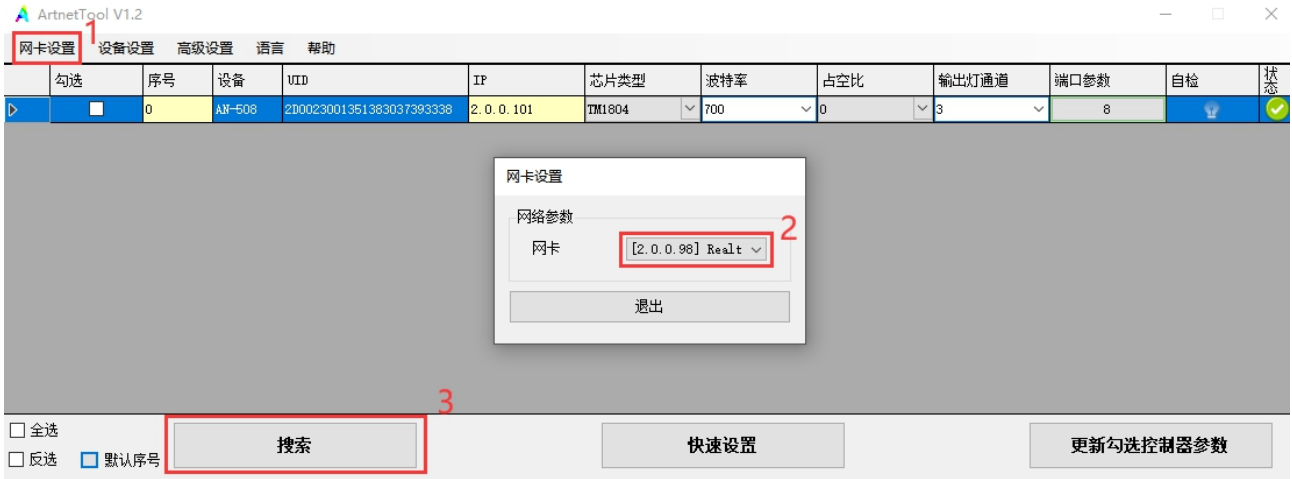 ArtnetTool V1.2
1
网卡设置 设备设置 高级设置 语言 帮助
勾选 序号 设备 UID IP 芯片类型 波特率 占空比 输出灯通道 端口参数 自检 状态
0 AN-508 2D0023001351383037393338 2.0.0.101 TM1804 700 0 3 8
网卡设置
网络参数
2
网卡 [2.0.0.98] Realt
退出
3
全选
反选 默认序号
搜索 快速设置 更新勾选控制器参数